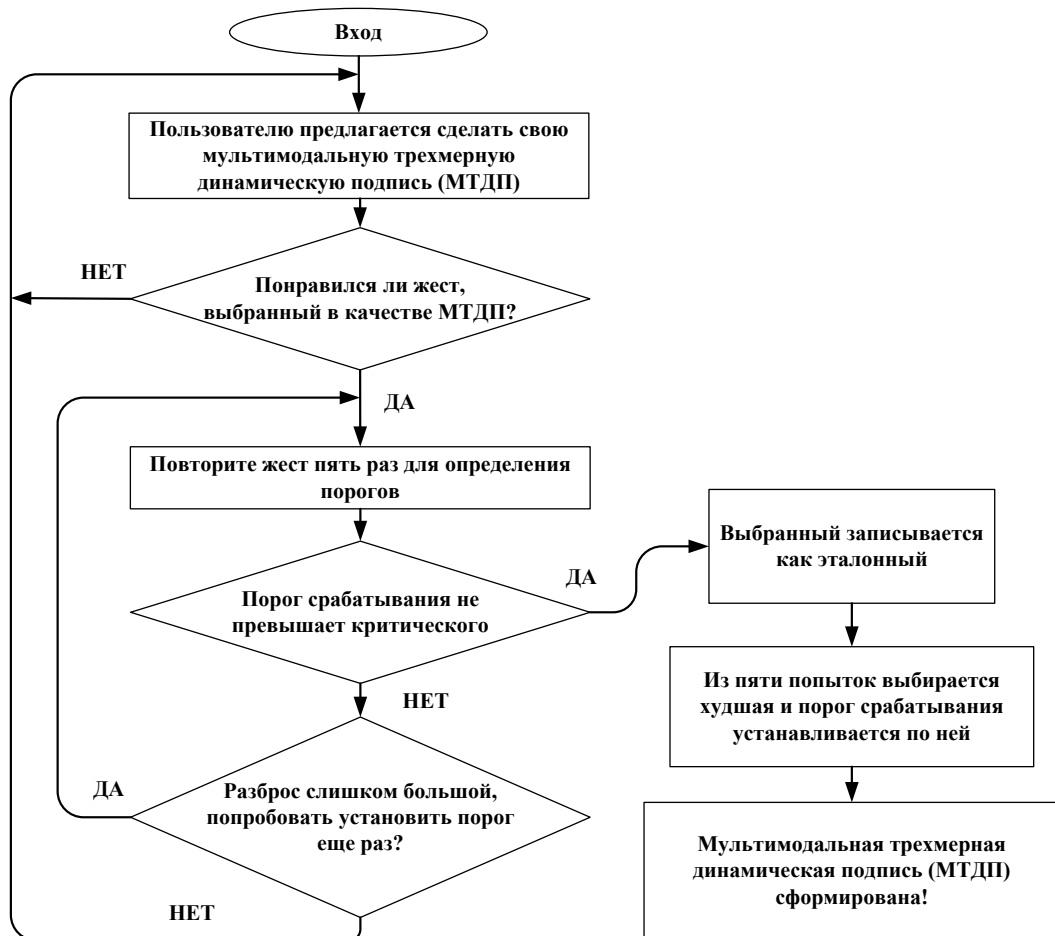 Вход
Пользователю предлагается сделать свою
мультимодальную трехмерную
динамическую подпись (МТДП)
НЕТ
Понравился ли жест,
выбранный в качестве МТДП?
ДА
Повторите жест пять раз для определения
порогов
Порог срабатывания не
превышает критического
ДА
Выбранный записывается
как эталонный
НЕТ
Из пяти попыток выбирается
худшая и порог срабатывания
устанавливается по ней
ДА
Разброс слишком большой,
попробовать установить порог
еще раз?
НЕТ
Мультимодальная трехмерная
динамическая подпись (МТДП)
сформирована!